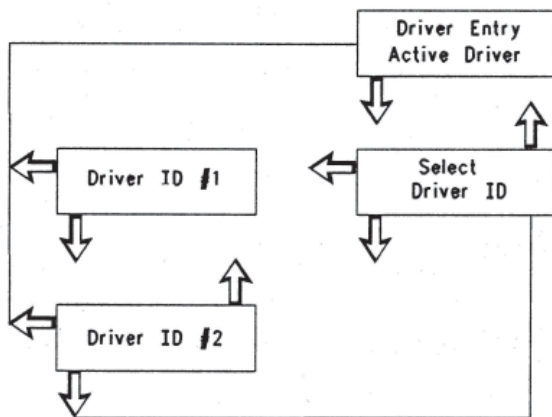 Driver Entry
Active Driver
Driver ID #1
Select
Driver ID
Driver ID #2